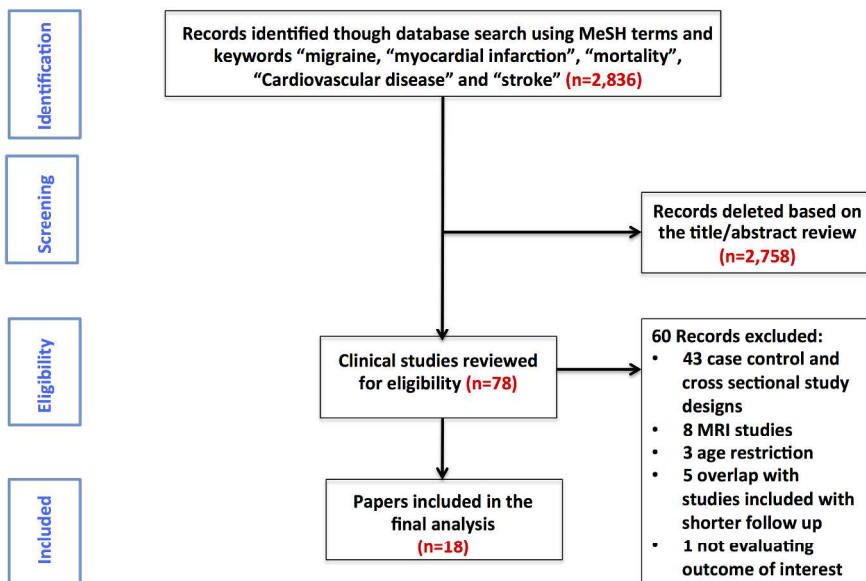 Identification
Records identified though database search using MeSH terms and
keywords “migraine, “myocardial infarction”, “mortality”,
“Cardiovascular disease” and “stroke” (n=2,836)
Screening
Records deleted based on
the title/abstract review
(n=2,758)
Eligibility
Clinical studies reviewed
for eligibility (n=78)
60 Records excluded:
• 43 case control and
cross sectional study
designs
• 8 MRI studies
• 3 age restriction
• 5 overlap with
studies included with
shorter follow up
• 1 not evaluating
outcome of interest
Included
Papers included in the
final analysis
(n=18)